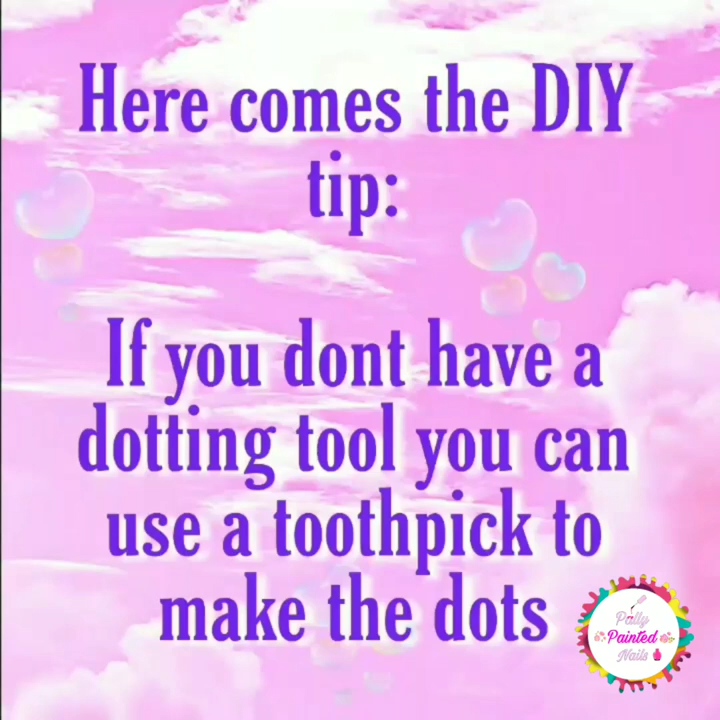 Here comes the DIY
tip:
If you dont have a
dotting tool you can
use a toothpick to
make the dots
Pally
Painted
Nails